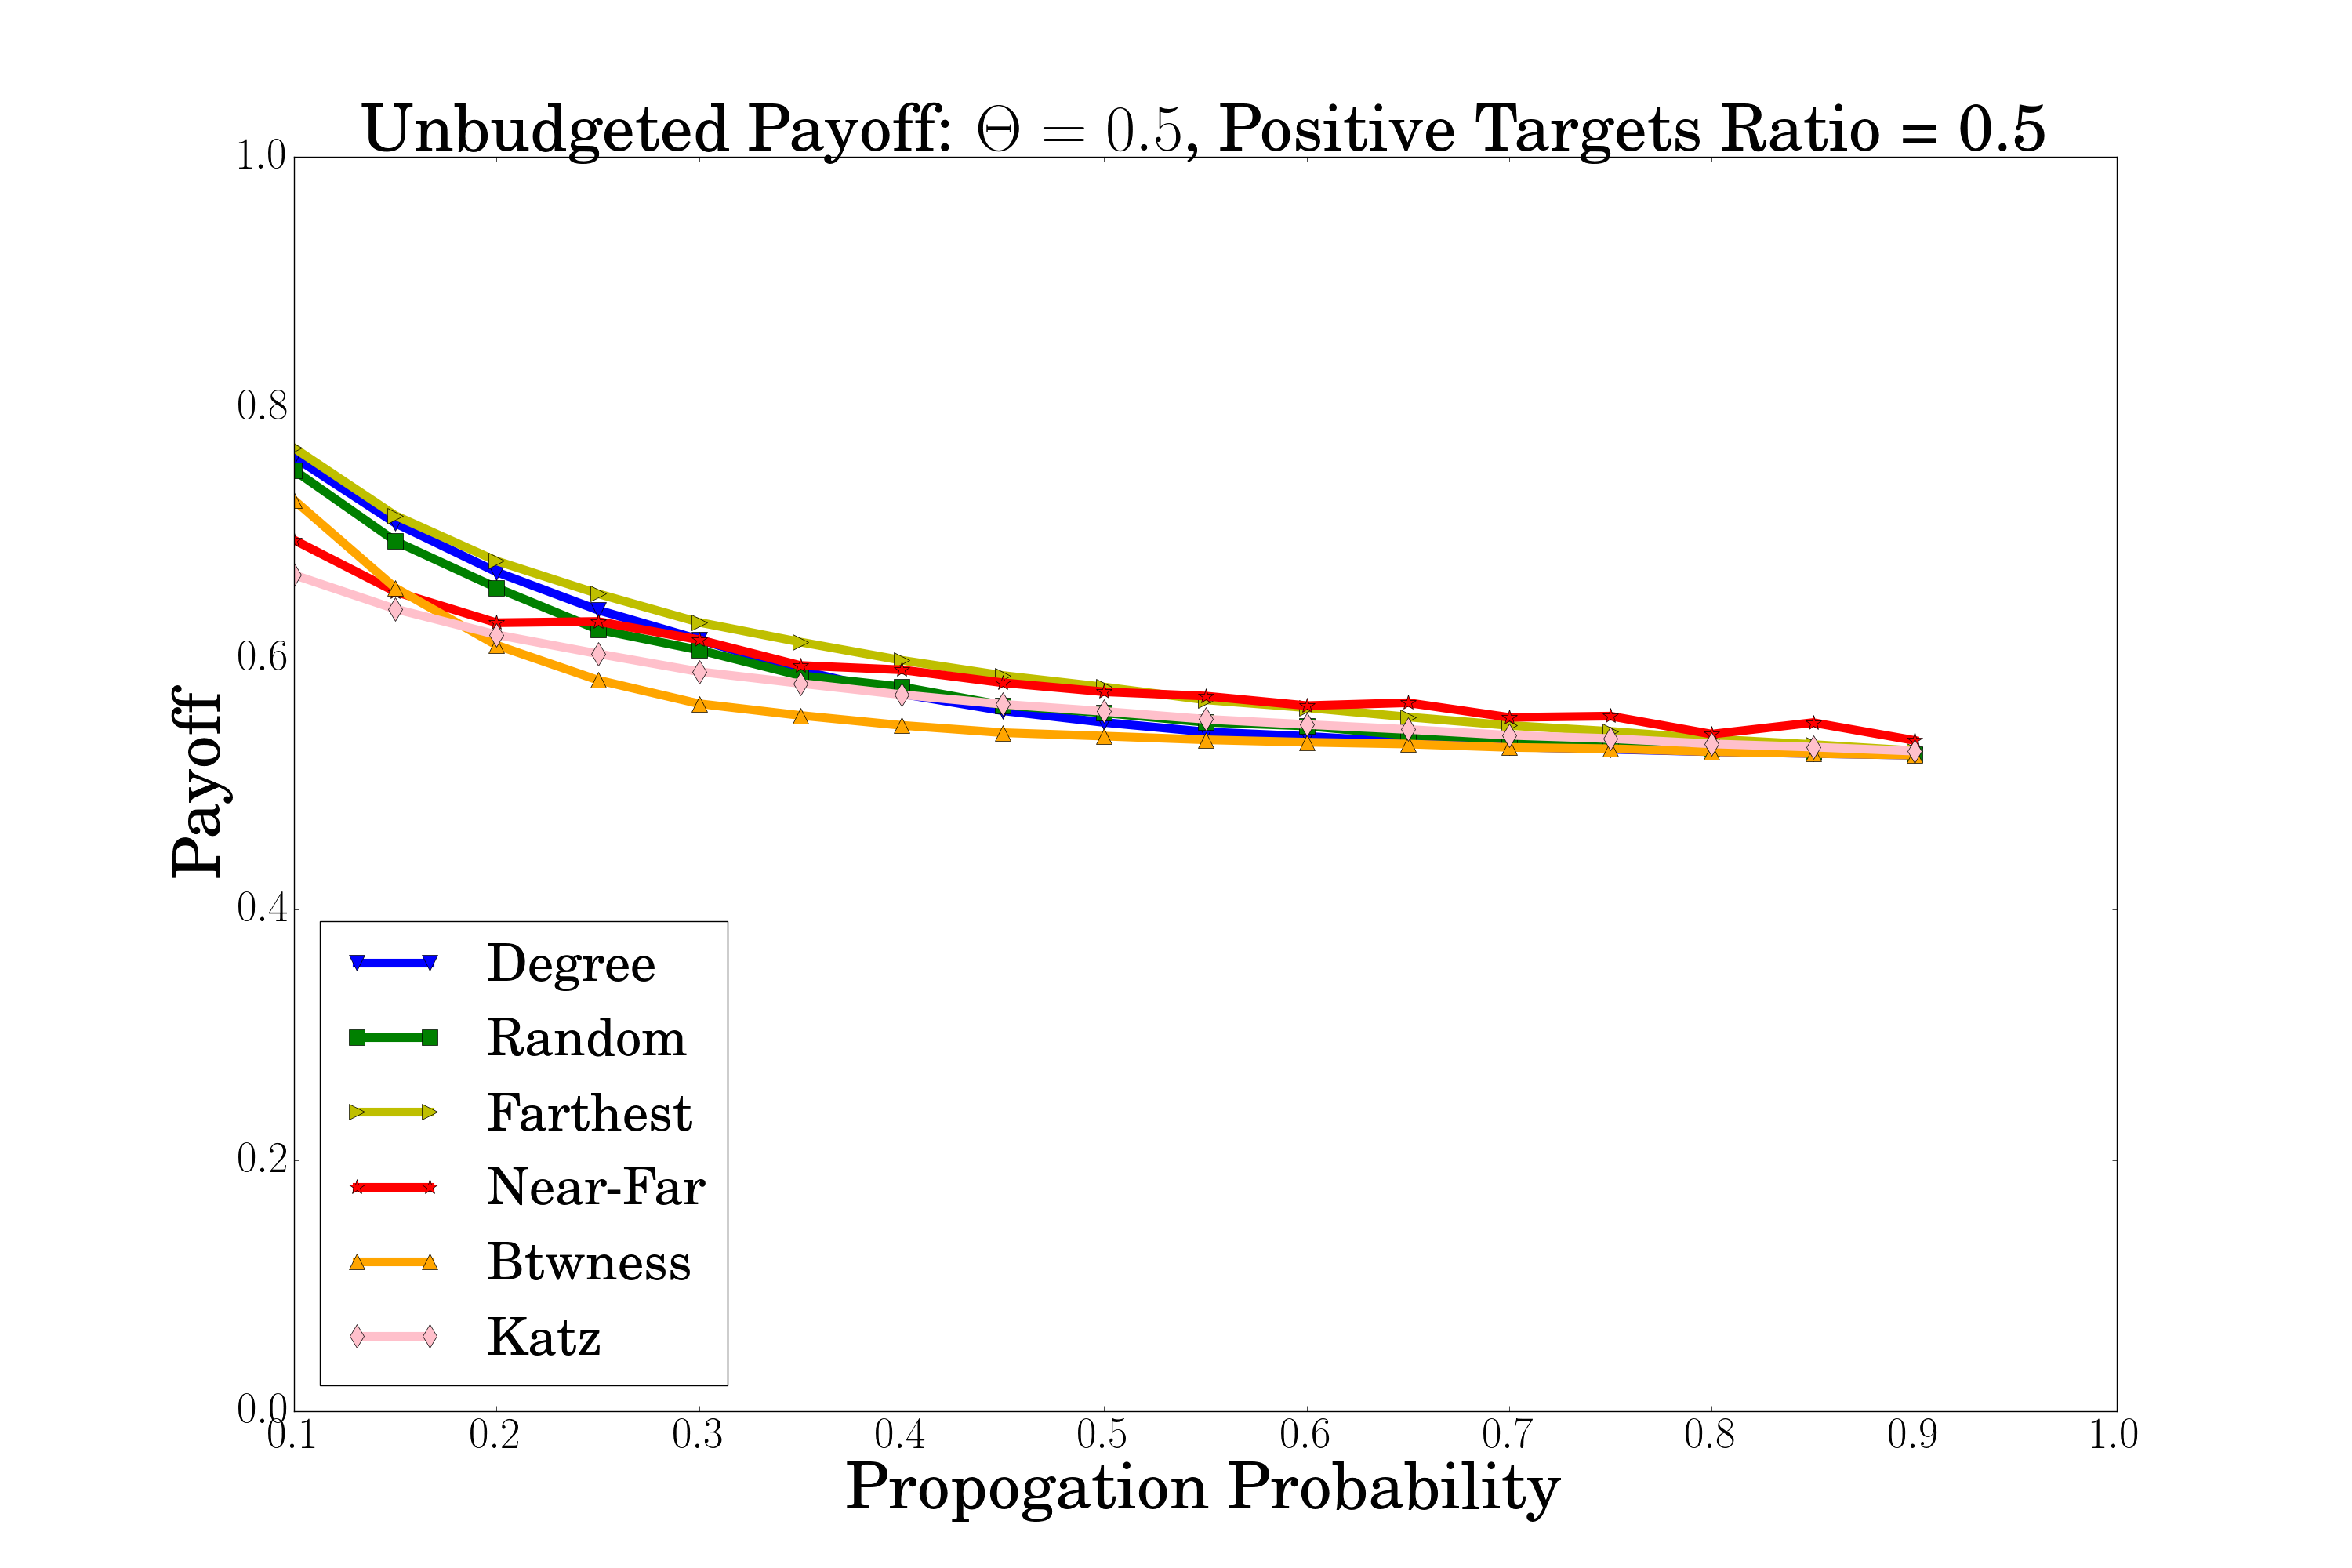 Unbudgeted Payoff: Θ = 0.5, Positive Targets Ratio = 0.5
1.0
0.8
0.6
0.4
0.2
0.0
Payoff
Degree
Random
Farthest
Near-Far
Btwness
Katz
0.1 0.2 0.3 0.4 0.5 0.6 0.7 0.8 0.9 1.0
Propogation Probability